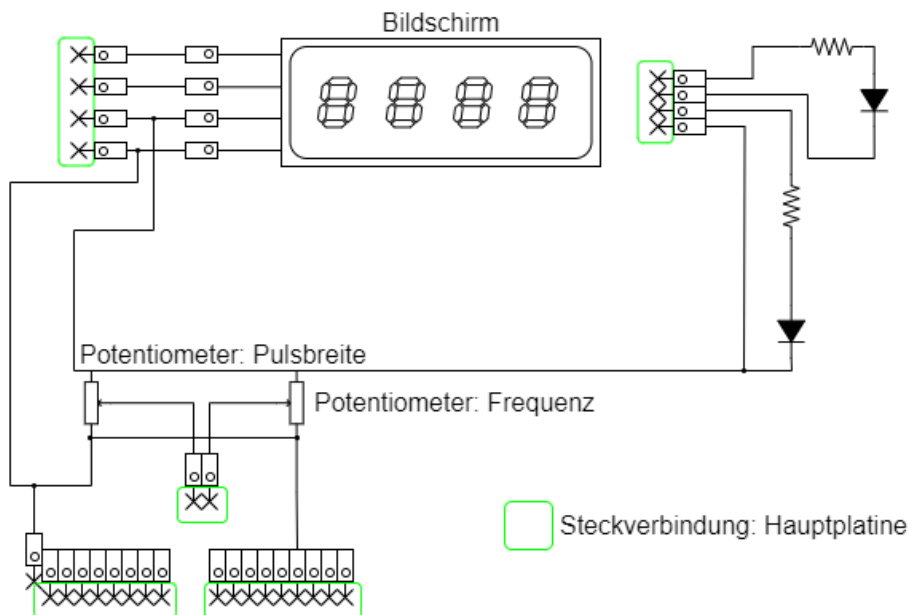 Bildschirm
Potentiometer: Pulsbreite
Potentiometer: Frequenz
Steckverbindung: Hauptplatine